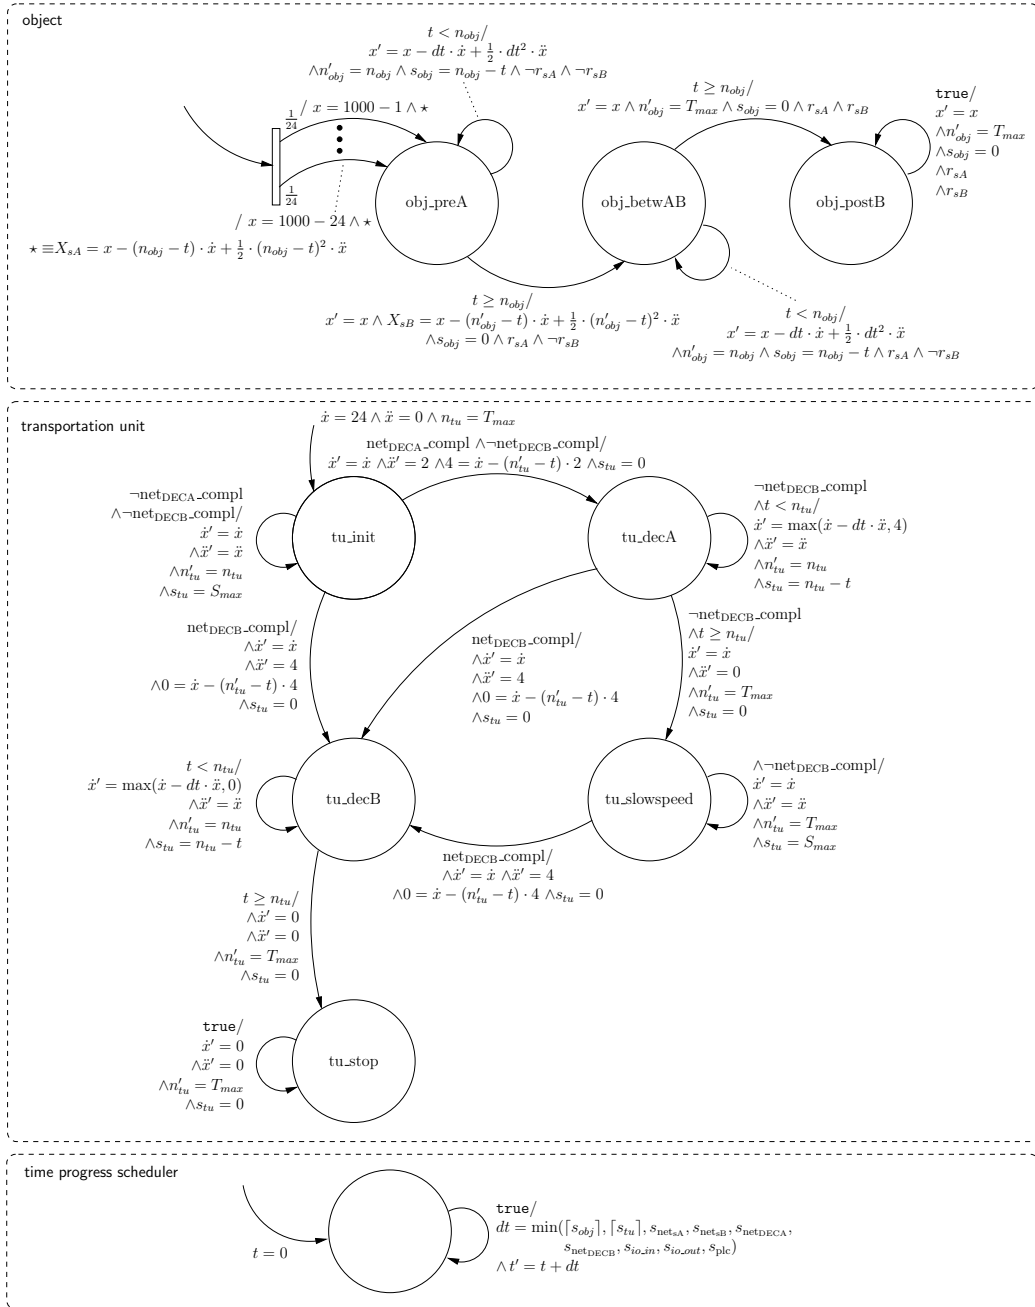 object
t < n_obj/
x′ = x − dt · ẋ + 1/2 · dt² · ẍ
∧n′_obj = n_obj ∧ s_obj = n_obj − t ∧ ¬r_sA ∧ ¬r_sB
t ≥ n_obj/
x′ = x ∧ n′_obj = T_max ∧ s_obj = 0 ∧ r_sA ∧ r_sB
true/
x′ = x
∧n′_obj = T_max
∧s_obj = 0
∧r_sA
∧r_sB
1/24 / x = 1000 − 1 ∧ ⋆
1/24
/ x = 1000 − 24 ∧ ⋆
⋆ ≡X_sA = x − (n_obj − t) · ẋ + 1/2 · (n_obj − t)² · ẍ
obj_preA
obj_betwAB
obj_postB
t ≥ n_obj/
x′ = x ∧ X_sB = x − (n′_obj − t) · ẋ + 1/2 · (n′_obj − t)² · ẍ
∧s_obj = 0 ∧ r_sA ∧ ¬r_sB
t < n_obj/
x′ = x − dt · ẋ + 1/2 · dt² · ẍ
∧n′_obj = n_obj ∧ s_obj = n_obj − t ∧ r_sA ∧ ¬r_sB
transportation unit
ẋ = 24 ∧ ẍ = 0 ∧ n_tu = T_max
net_DECA_compl ∧¬net_DECB_compl/
ẋ′ = ẋ ∧ẍ′ = 2 ∧4 = ẋ − (n′_tu − t) · 2 ∧s_tu = 0
¬net_DECA_compl
∧¬net_DECB_compl/
ẋ′ = ẋ
∧ẍ′ = ẍ
∧n′_tu = n_tu
∧s_tu = S_max
tu_init
tu_decA
¬net_DECB_compl
∧t < n_tu/
ẋ′ = max(ẋ − dt · ẍ, 4)
∧ẍ′ = ẍ
∧n′_tu = n_tu
∧s_tu = n_tu − t
net_DECB_compl/
∧ẋ′ = ẋ
∧ẍ′ = 4
∧0 = ẋ − (n′_tu − t) · 4
∧s_tu = 0
net_DECB_compl/
∧ẋ′ = ẋ
∧ẍ′ = 4
∧0 = ẋ − (n′_tu − t) · 4
∧s_tu = 0
¬net_DECB_compl
∧t ≥ n_tu/
ẋ′ = ẋ
∧ẍ′ = 0
∧n′_tu = T_max
∧s_tu = 0
t < n_tu/
ẋ′ = max(ẋ − dt · ẍ, 0)
∧ẍ′ = ẍ
∧n′_tu = n_tu
∧s_tu = n_tu − t
tu_decB
tu_slowspeed
∧¬net_DECB_compl/
ẋ′ = ẋ
∧ẍ′ = ẍ
∧n′_tu = T_max
∧s_tu = S_max
net_DECB_compl/
∧ẋ′ = ẋ ∧ẍ′ = 4
∧0 = ẋ − (n′_tu − t) · 4 ∧s_tu = 0
t ≥ n_tu/
∧ẋ′ = 0
∧ẍ′ = 0
∧n′_tu = T_max
∧s_tu = 0
true/
ẋ′ = 0
∧ẍ′ = 0
∧n′_tu = T_max
∧s_tu = 0
tu_stop
time progress scheduler
t = 0
true/
dt = min(⌈s_obj⌉, ⌈s_tu⌉, s_net_sA, s_net_sB, s_net_DECA,
s_net_DECB, s_io_in, s_io_out, s_plc)
∧ t′ = t + dt